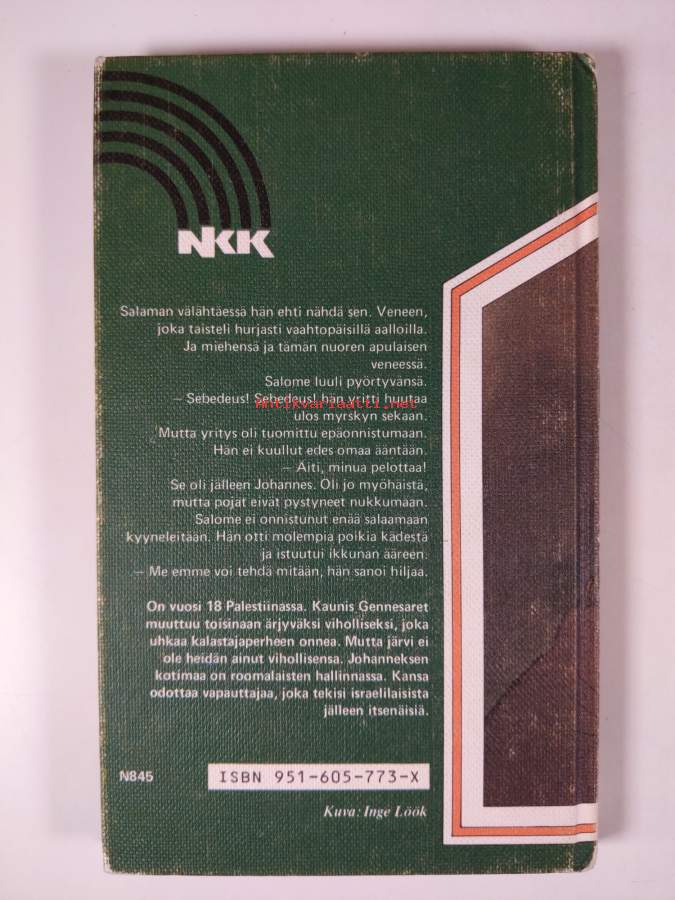 NKK
Salaman välähtäessä hän ehti nähdä sen. Veneen,
joka taisteli hurjasti vaahtopäisillä aalloilla.
Ja miehensä ja tämän nuoren apulaisen
veneessä.
Salome luuli pyörtyvänsä.
– Sebedeus! Sebedeus! hän yritti huutaa
Antikvariaatti.net
ulos myrskyn sekaan.
Mutta yritys oli tuomittu epäonnistumaan.
Hän ei kuullut edes omaa ääntään.
– Äiti, minua pelottaa!
Se oli jälleen Johannes. Oli jo myöhäistä,
mutta pojat eivät pystyneet nukkumaan.
Salome ei onnistunut enää salaamaan
kyyneleitään. Hän otti molempia poikia kädestä
ja istuutui ikkunan ääreen.
– Me emme voi tehdä mitään, hän sanoi hiljaa.
On vuosi 18 Palestiinassa. Kaunis Gennesaret
muuttuu toisinaan ärjyväksi viholliseksi, joka
uhkaa kalastajaperheen onnea. Mutta järvi ei
ole heidän ainut vihollisensa. Johanneksen
kotimaa on roomalaisten hallinnassa. Kansa
odottaa vapauttajaa, joka tekisi israelilaisista
jälleen itsenäisiä.
N845
ISBN 951-605-773-X
Kuva: Inge Löök